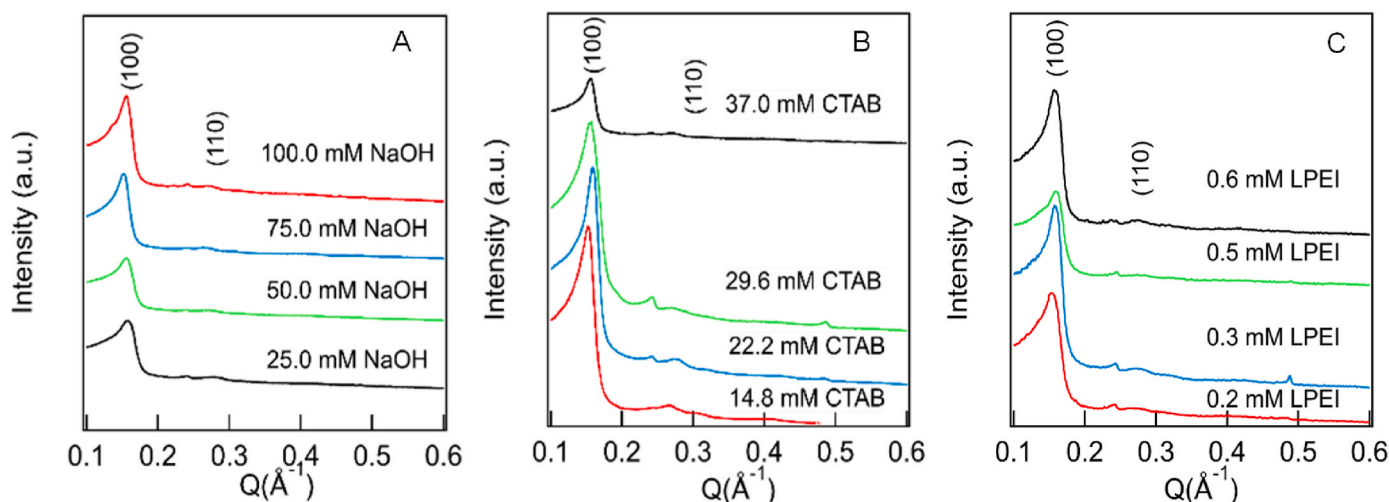 A
Intensity (a.u.)
(100)
(110)
100.0 mM NaOH
75.0 mM NaOH
50.0 mM NaOH
25.0 mM NaOH
0.1 0.2 0.3 0.4 0.5 0.6
Q(Å⁻¹)
B
Intensity (a.u.)
(100)
(110)
37.0 mM CTAB
29.6 mM CTAB
22.2 mM CTAB
14.8 mM CTAB
0.1 0.2 0.3 0.4 0.5 0.6
Q(Å⁻¹)
C
Intensity (a.u.)
(100)
(110)
0.6 mM LPEI
0.5 mM LPEI
0.3 mM LPEI
0.2 mM LPEI
0.1 0.2 0.3 0.4 0.5 0.6
Q(Å⁻¹)